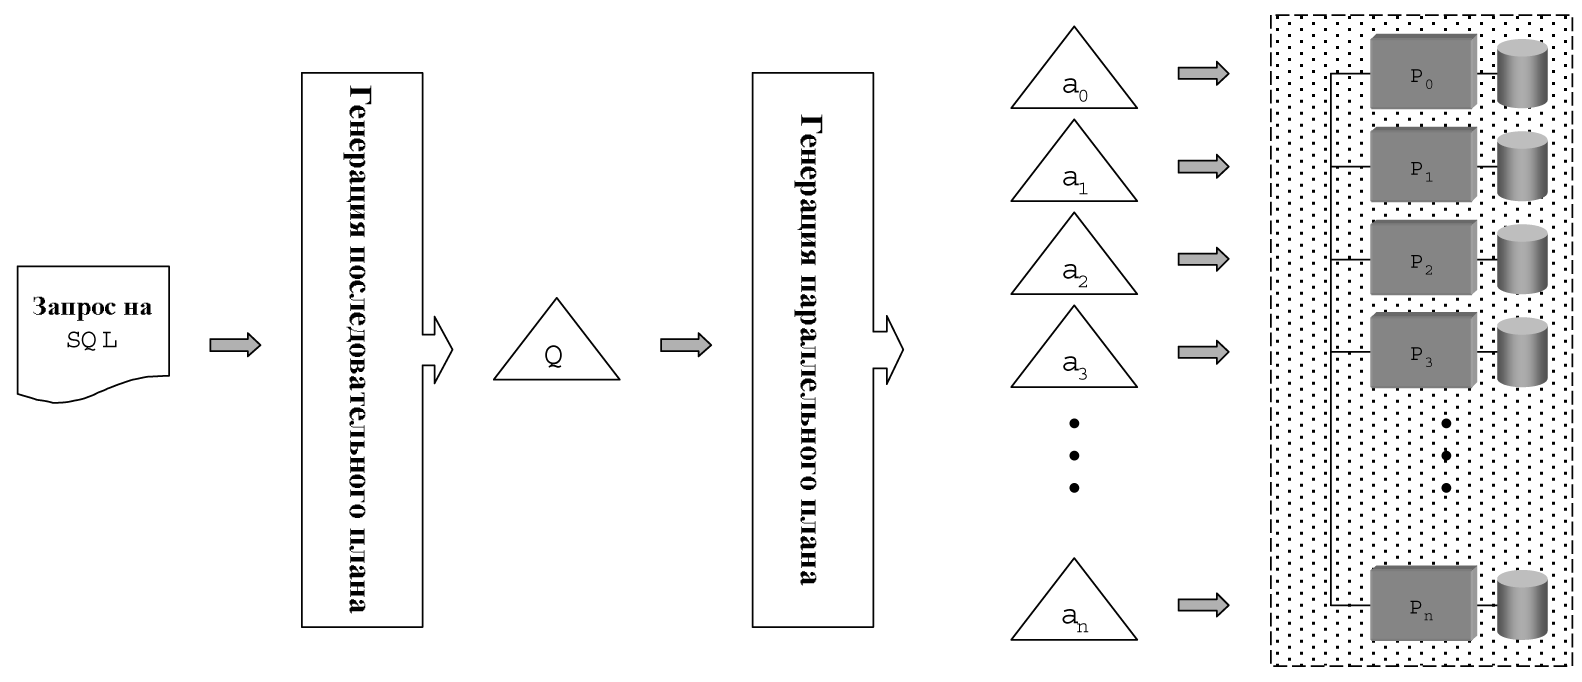 Запрос на
SQL
Генерация последовательного плана
Q
Генерация параллельного плана
a0
a1
a2
a3
an
P0
P1
P2
P3
Pn